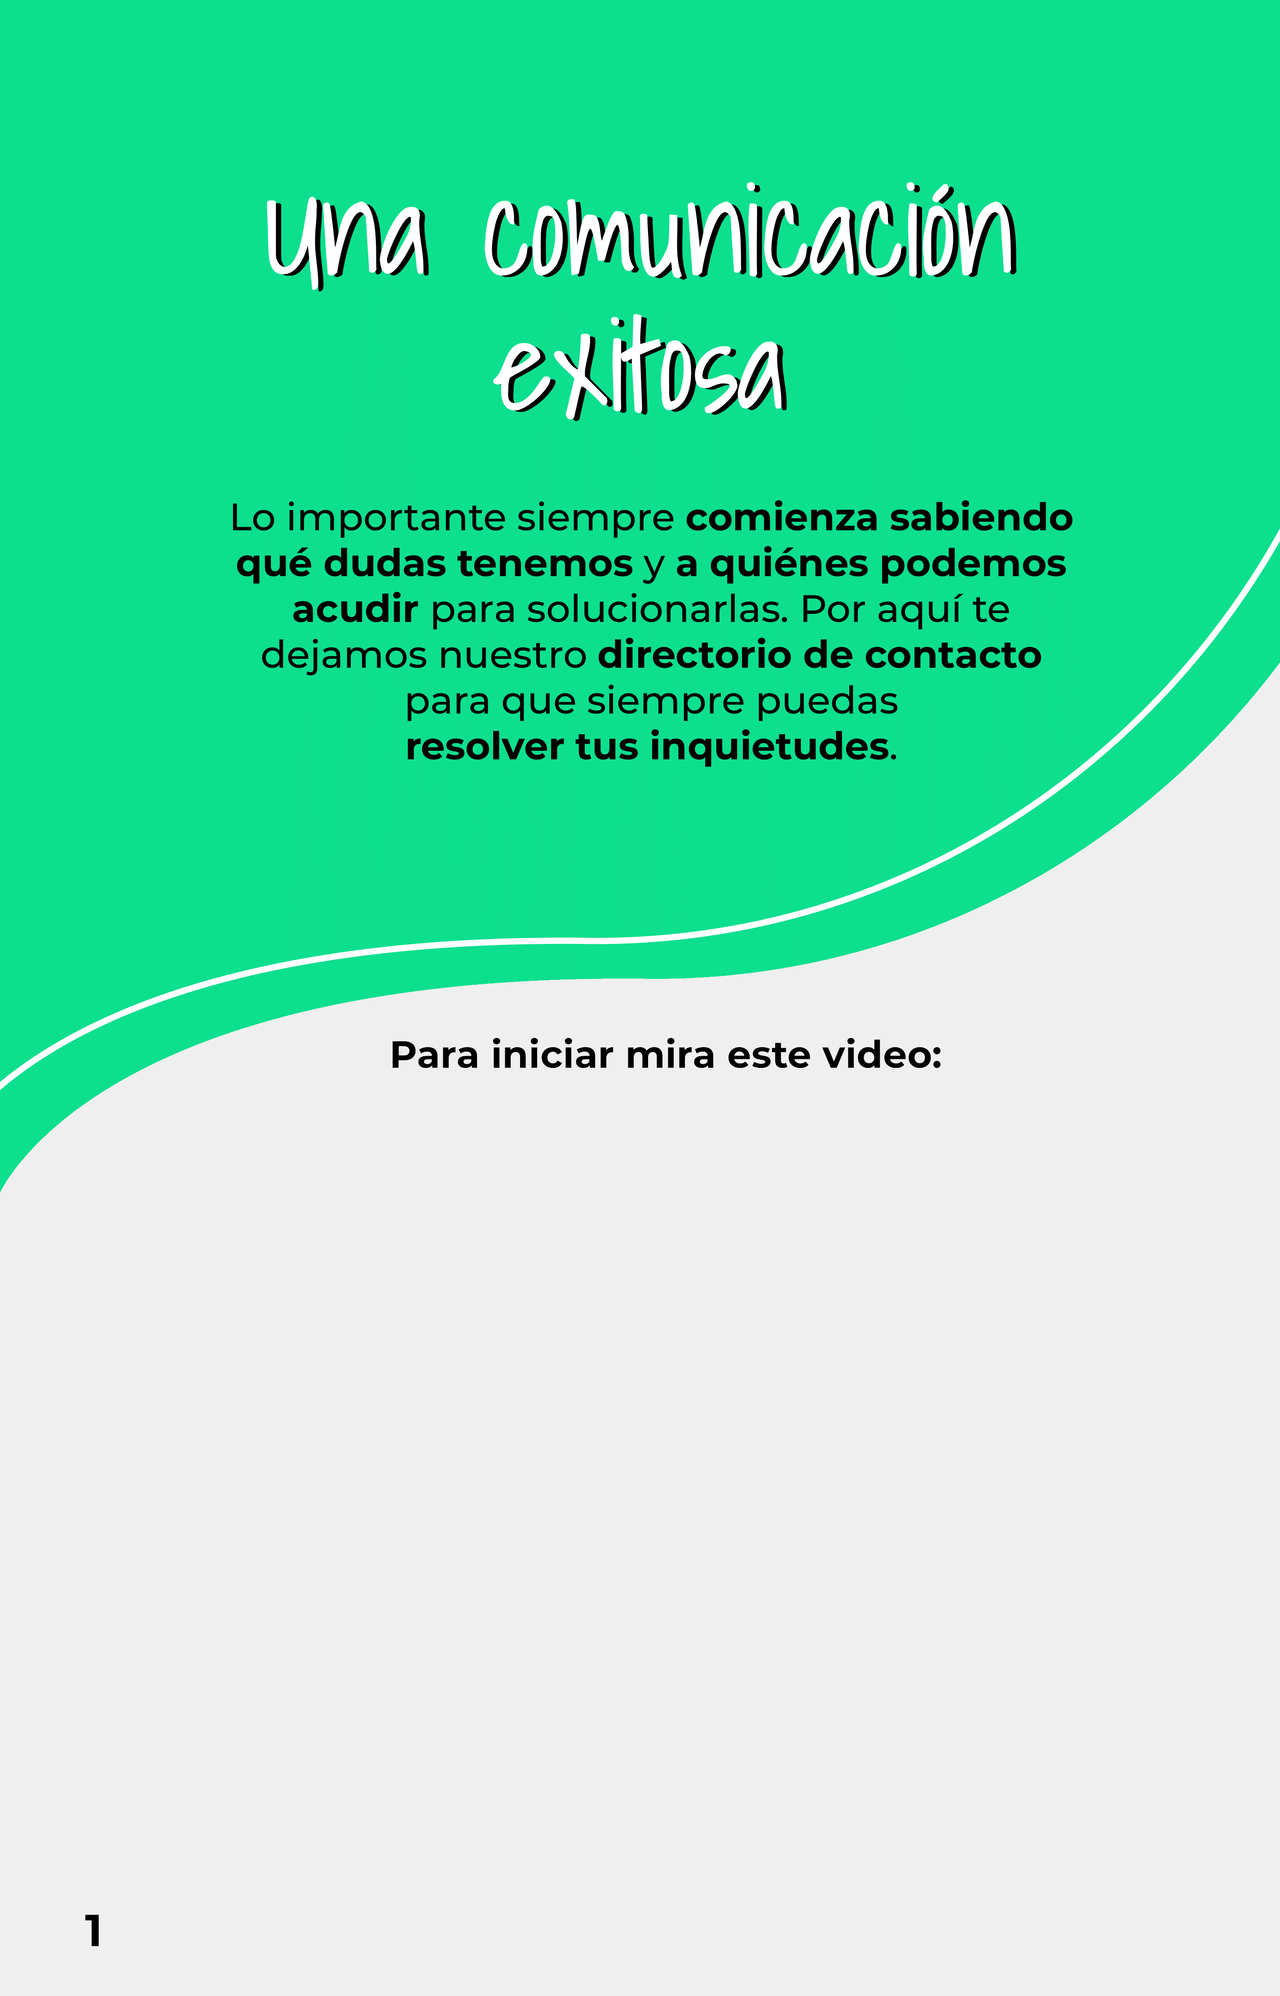 Una comunicación
exitosa
Lo importante siempre comienza sabiendo
qué dudas tenemos y a quiénes podemos
acudir para solucionarlas. Por aquí te
dejamos nuestro directorio de contacto
para que siempre puedas
resolver tus inquietudes.
Para iniciar mira este video:
1